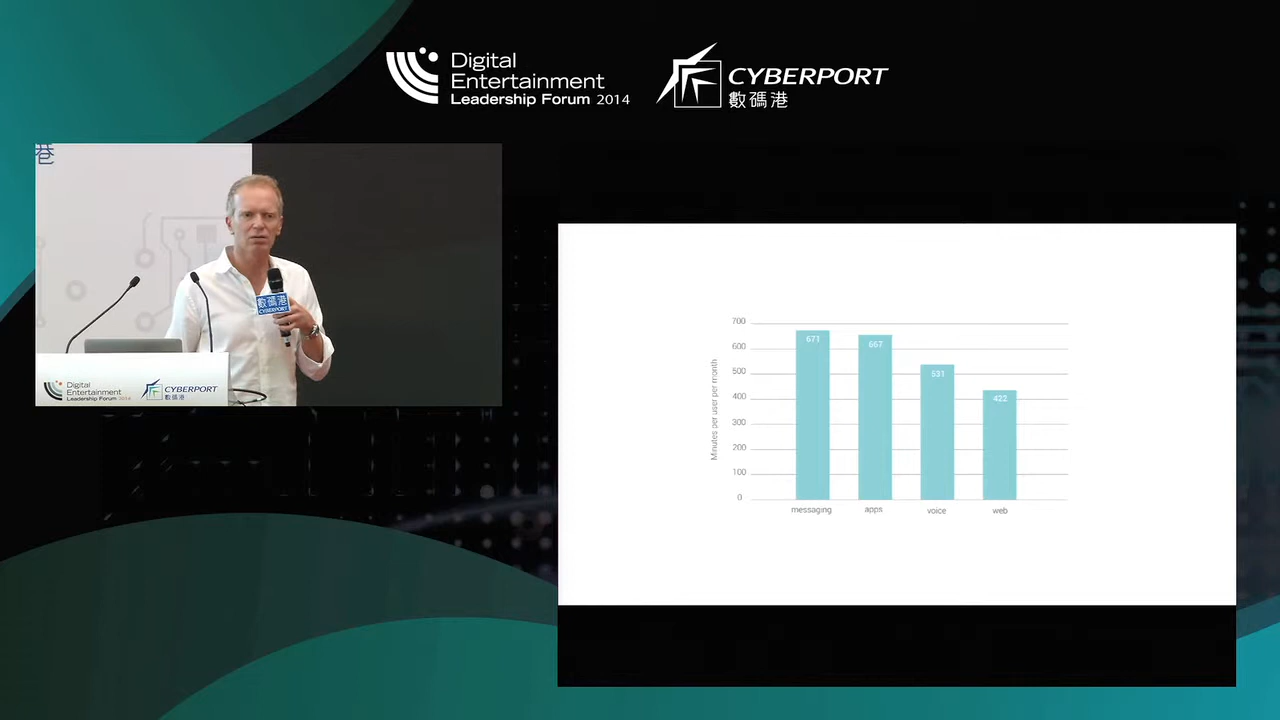 Digital
Entertainment
Leadership Forum 2014
CYBERPORT
數碼港
港
數碼港
CYBERPORT
Digital
Entertainment
Leadership Forum 2014
CYBERPORT
數碼港
Minutes per user per month
700
600
500
400
300
200
100
0
671
667
531
422
messaging
apps
voice
web